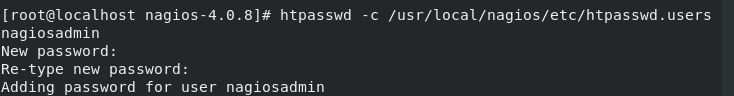 [root@localhost nagios-4.0.8]# htpasswd -c /usr/local/nagios/etc/htpasswd.users
nagiosadmin
New password:
Re-type new password:
Adding password for user nagiosadmin